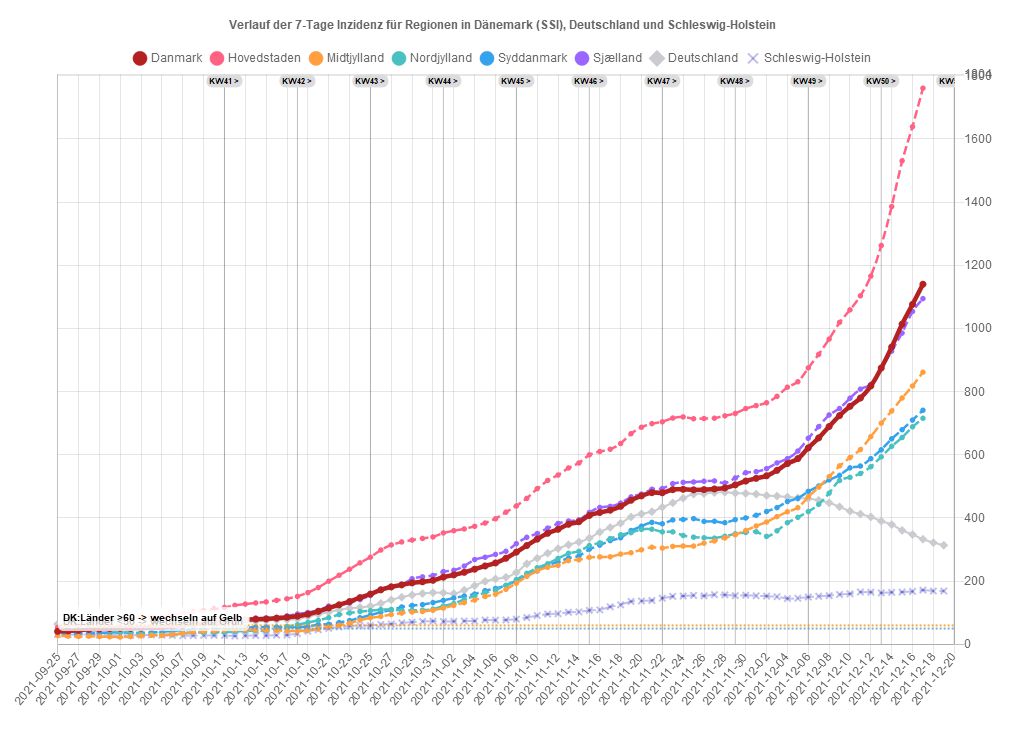 Verlauf der 7-Tage Inzidenz für Regionen in Dänemark (SSI), Deutschland und Schleswig-Holstein
Danmark Hovedstaden Midtjylland Nordjylland Syddanmark Sjælland Deutschland Schleswig-Holstein
KW41 > KW42 > KW43 > KW44 > KW45 > KW46 > KW47 > KW48 > KW49 > KW50 >
1600
1400
1200
1000
800
600
400
200
DK:Länder >60 -> wechseln auf Gelb
0
2021-09-25 2021-09-27 2021-09-29 2021-10-01 2021-10-03 2021-10-05 2021-10-07 2021-10-09 2021-10-11 2021-10-13 2021-10-15 2021-10-17 2021-10-19 2021-10-21 2021-10-23 2021-10-25 2021-10-27 2021-10-29 2021-10-31 2021-11-02 2021-11-04 2021-11-06 2021-11-08 2021-11-10 2021-11-12 2021-11-14 2021-11-16 2021-11-18 2021-11-20 2021-11-22 2021-11-24 2021-11-26 2021-11-28 2021-11-30 2021-12-02 2021-12-04 2021-12-06 2021-12-08 2021-12-10 2021-12-12 2021-12-14 2021-12-16 2021-12-18 2021-12-20